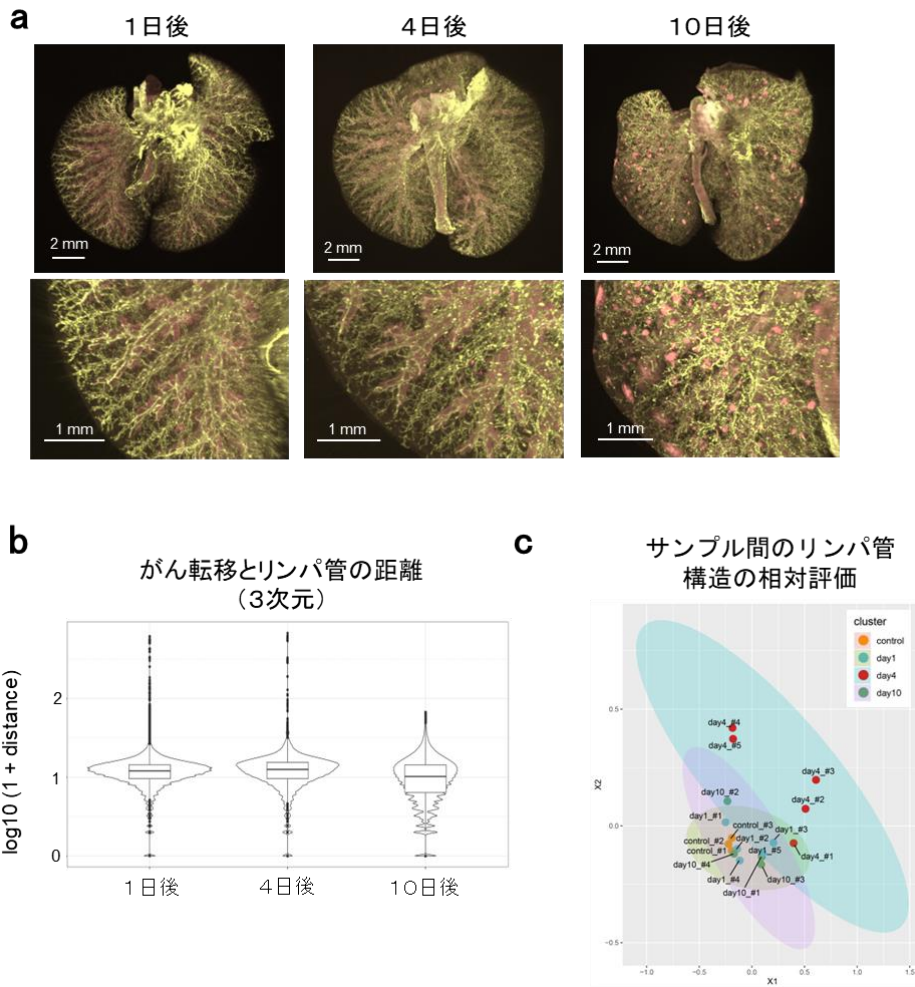 a
1日後
4日後
10日後
2 mm
2 mm
2 mm
1 mm
1 mm
1 mm
b
がん転移とリンパ管の距離
（3次元）
log10 (1 + distance)
2
1
0
1日後
4日後
10日後
c
サンプル間のリンパ管
構造の相対評価
cluster
control
day1
day4
day10
X2
0.5
0.0
−0.5
day4_#4
day4_#5
day4_#3
day4_#2
day10_#2
day1_#1
control_#3
day1_#3
control_#2
day1_#2
control_#1
day1_#5
day4_#1
day10_#4
day1_#4
day10_#3
day10_#1
−1.0
−0.5
0.0
0.5
1.0
1.5
X1